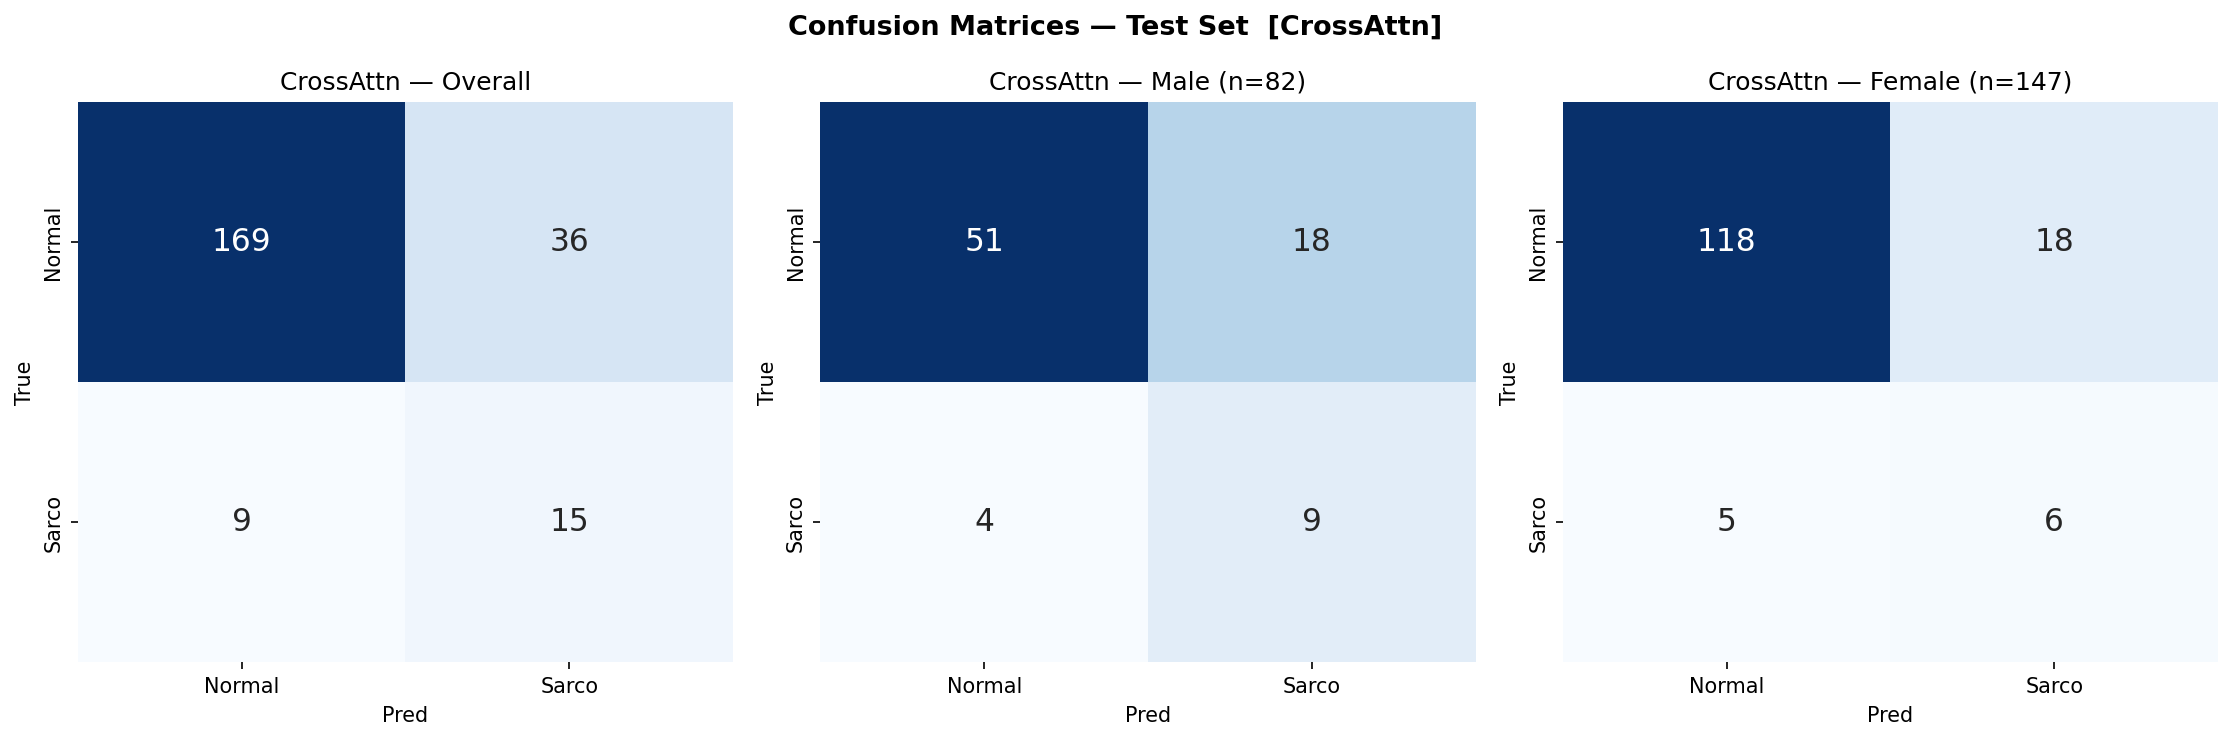 Confusion Matrices — Test Set [CrossAttn]
CrossAttn — Overall
True
Normal
Sarco
169
36
9
15
Normal
Sarco
Pred
CrossAttn — Male (n=82)
True
Normal
Sarco
51
18
4
9
Normal
Sarco
Pred
CrossAttn — Female (n=147)
True
Normal
Sarco
118
18
5
6
Normal
Sarco
Pred